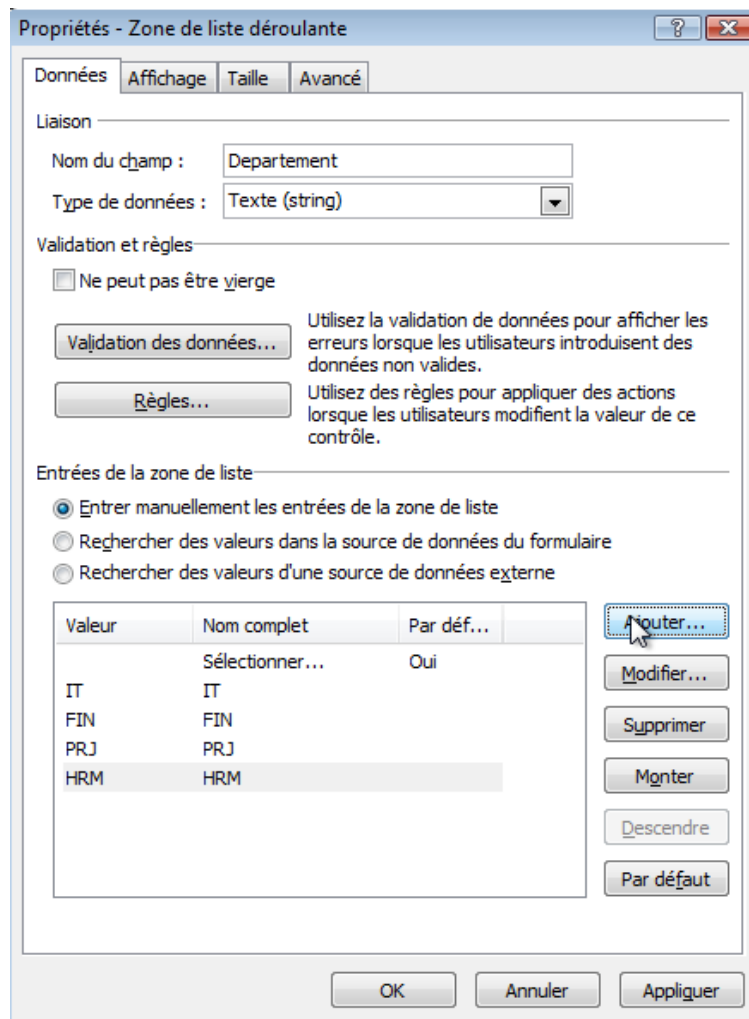 Propriétés - Zone de liste déroulante
Données Affichage Taille Avancé
Liaison
Nom du champ : Departement
Type de données : Texte (string)
Validation et règles
Ne peut pas être vierge
Validation des données...
Utilisez la validation de données pour afficher les
erreurs lorsque les utilisateurs introduisent des
données non valides.
Règles...
Utilisez des règles pour appliquer des actions
lorsque les utilisateurs modifient la valeur de ce
contrôle.
Entrées de la zone de liste
Entrer manuellement les entrées de la zone de liste
Rechercher des valeurs dans la source de données du formulaire
Rechercher des valeurs d'une source de données externe
Valeur Nom complet Par déf...
Sélectionner... Oui
IT IT
FIN FIN
PRJ PRJ
HRM HRM
Ajouter...
Modifier...
Supprimer
Monter
Descendre
Par défaut
OK Annuler Appliquer